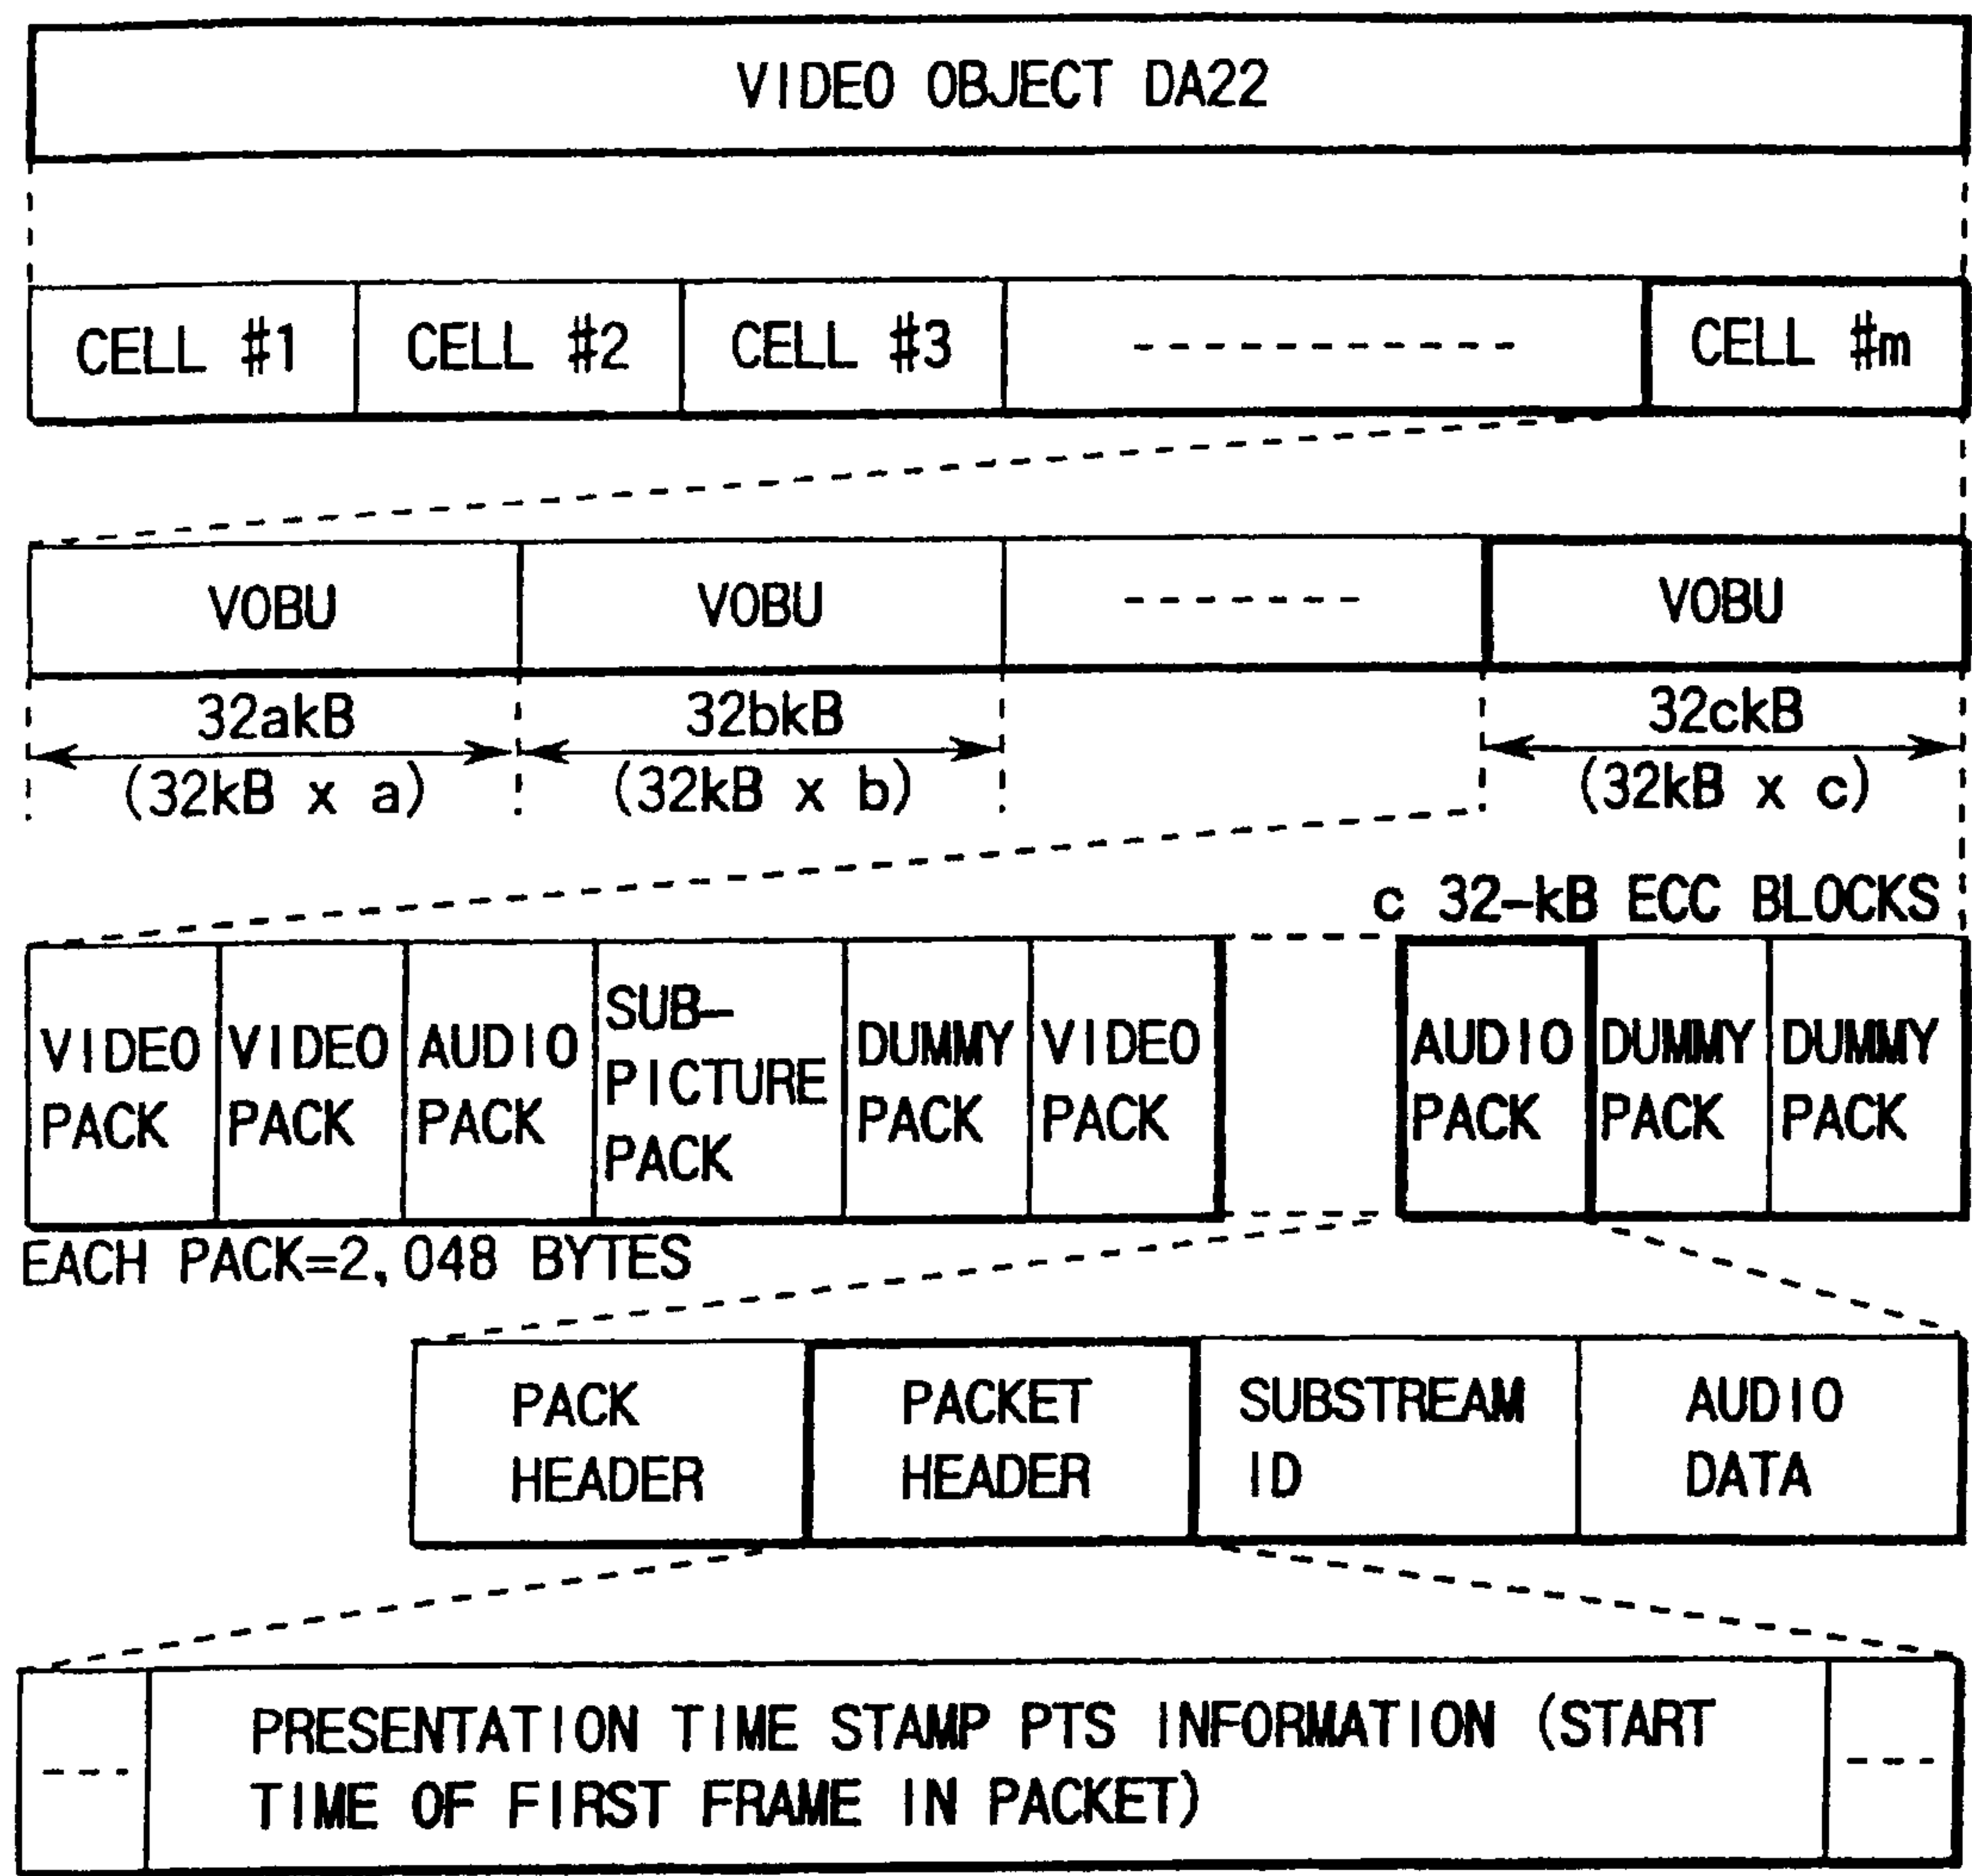 VIDEO OBJECT DA22
CELL #1
CELL #2
CELL #3
CELL #m
VOBU
VOBU
VOBU
32akB
(32kB x a)
32bkB
(32kB x b)
32ckB
(32kB x c)
c 32-kB ECC BLOCKS
VIDEO
PACK
VIDEO
PACK
AUDIO
PACK
SUB-
PICTURE
PACK
DUMMY
PACK
VIDEO
PACK
AUDIO
PACK
DUMMY
PACK
DUMMY
PACK
EACH PACK=2,048 BYTES
PACK
HEADER
PACKET
HEADER
SUBSTREAM
ID
AUDIO
DATA
PRESENTATION TIME STAMP PTS INFORMATION (START
TIME OF FIRST FRAME IN PACKET)